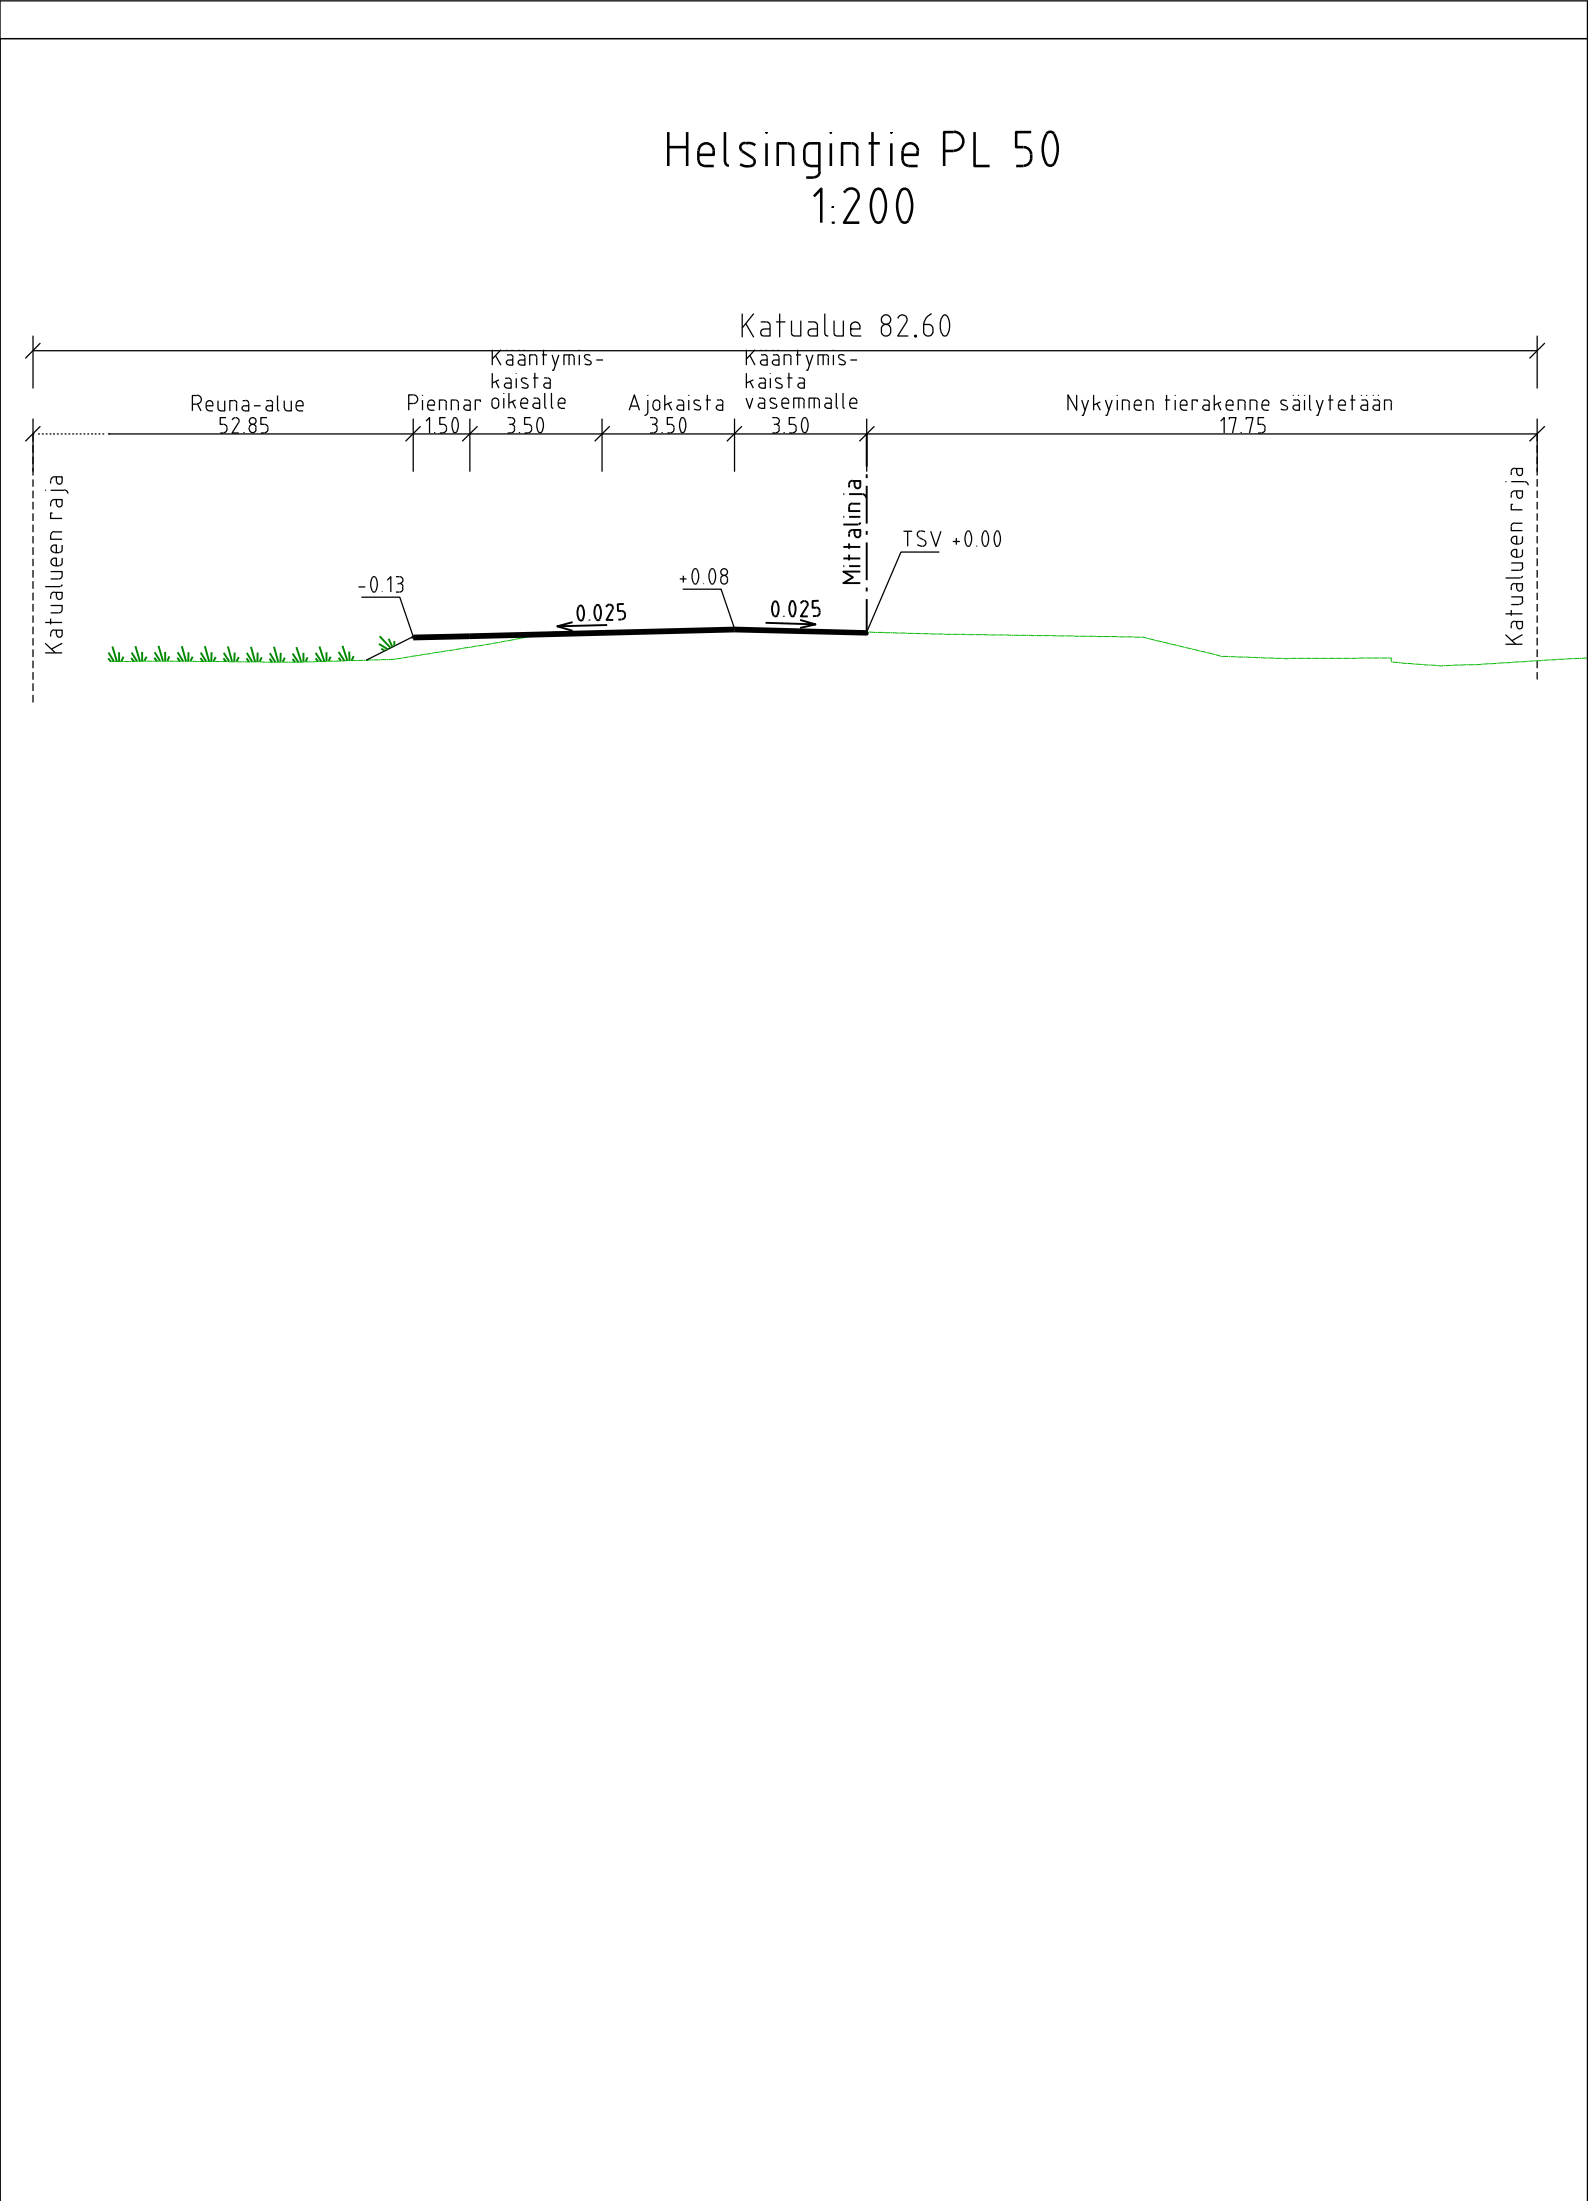 Helsingintie PL 50
1:200
Katualue 82.60
Reuna-alue
52.85
Piennar
1.50
Kääntymis-
kaista
oikealle
3.50
Ajokaista
3.50
Kääntymis-
kaista
vasemmalle
3.50
Nykyinen tierakenne säilytetään
17.75
Katualueen raja
Mittalinja
Katualueen raja
TSV +0.00
-0.13
+0.08
0.025
0.025